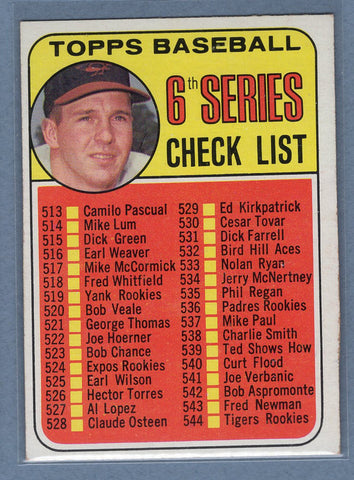 TOPPS BASEBALL
6th SERIES
CHECK LIST
513 Camilo Pascual
514 Mike Lum
515 Dick Green
516 Earl Weaver
517 Mike McCormick
518 Fred Whitfield
519 Yank Rookies
520 Bob Veale
521 George Thomas
522 Joe Hoerner
523 Bob Chance
524 Expos Rookies
525 Earl Wilson
526 Hector Torres
527 Al Lopez
528 Claude Osteen
529 Ed Kirkpatrick
530 Cesar Tovar
531 Dick Farrell
532 Bird Hill Aces
533 Nolan Ryan
534 Jerry McNertney
535 Phil Regan
536 Padres Rookies
537 Mike Paul
538 Charlie Smith
539 Ted Shows How
540 Curt Flood
541 Joe Verbanic
542 Bob Aspromonte
543 Fred Newman
544 Tigers Rookies